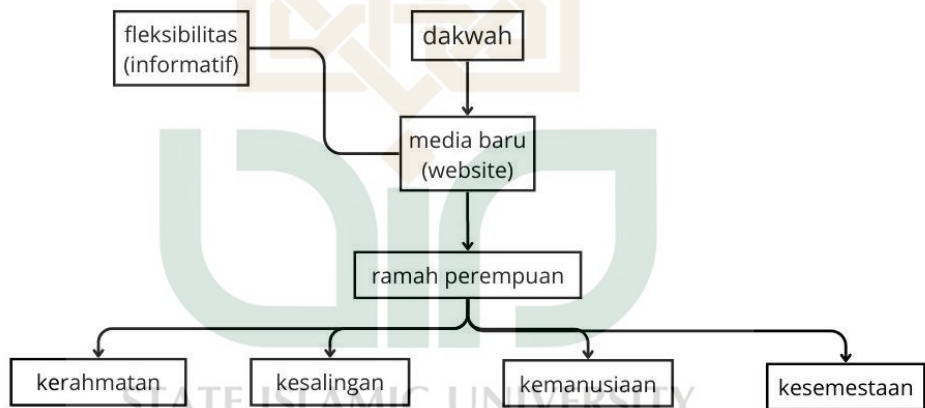 fleksibilitas
(informatif)
dakwah
media baru
(website)
ramah perempuan
kerahmatan
kesalingan
kemanusiaan
kesemestaan
STATE ISLAMIC UNIVERSITY